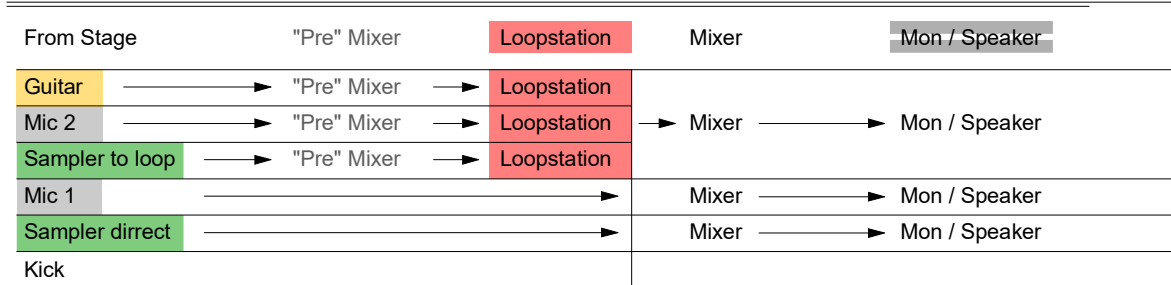 From Stage "Pre" Mixer Loopstation Mixer Mon / Speaker
Guitar "Pre" Mixer Loopstation
Mic 2 "Pre" Mixer Loopstation Mixer Mon / Speaker
Sampler to loop "Pre" Mixer Loopstation
Mic 1 Mixer Mon / Speaker
Sampler dirrect Mixer Mon / Speaker
Kick